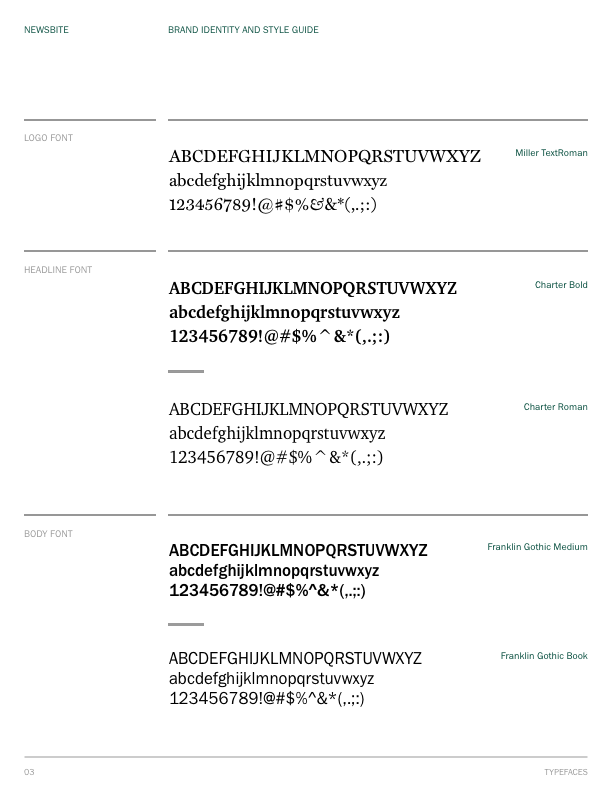 NEWSBITE
BRAND IDENTITY AND STYLE GUIDE
LOGO FONT
ABCDEFGHIJKLMNOPQRSTUVWXYZ
Miller TextRoman
abcdefghijklmnopqrstuvwxyz
123456789!@#$%&&*(,.;:)
HEADLINE FONT
ABCDEFGHIJKLMNOPQRSTUVWXYZ
Charter Bold
abcdefghijklmnopqrstuvwxyz
123456789!@#$%^&*(,.;:)
ABCDEFGHIJKLMNOPQRSTUVWXYZ
Charter Roman
abcdefghijklmnopqrstuvwxyz
123456789!@#$%^&*(,.;:)
BODY FONT
ABCDEFGHIJKLMNOPQRSTUVWXYZ
Franklin Gothic Medium
abcdefghijklmnopqrstuvwxyz
123456789!@#$%^&*(,.;:)
ABCDEFGHIJKLMNOPQRSTUVWXYZ
Franklin Gothic Book
abcdefghijklmnopqrstuvwxyz
123456789!@#$%^&*(,.;:)
03
TYPEFACES